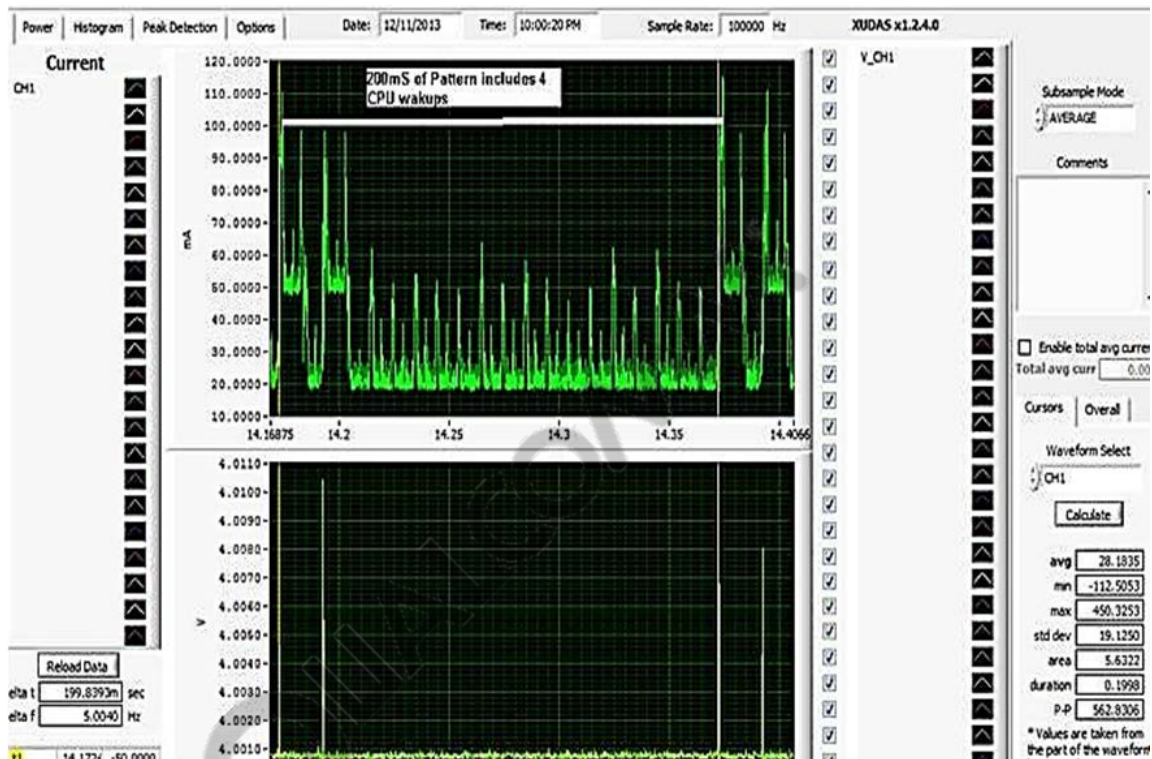 Power Histogram Peak Detection Options Date: 12/11/2013 Time: 10:00:20 PM Sample Rate: 100000 Hz XUDAS x1.2.4.0
Current
CH1
120.0000
110.0000
100.0000
90.0000
80.0000
70.0000
60.0000
50.0000
40.0000
30.0000
20.0000
10.0000
mA
200mS of Pattern includes 4
CPU wakups
14.16875 14.2 14.25 14.3 14.35 14.4066
4.0110
4.0100
4.0090
4.0080
4.0070
4.0060
4.0050
4.0040
4.0030
4.0020
4.0010
V
Reload Data
elta t 199.8393m sec
elta f 5.0040 Hz
t1 14.1726 -50.0000
V_CH1
Subsample Mode
AVERAGE
Comments
Enable total avg curren
Total avg curr 0.00
Cursors Overall
Waveform Select
CH1
Calculate
avg 28.1835
min -112.5053
max 450.3253
std dev 19.1250
area 5.6322
duration 0.1998
P-P 562.8306
* Values are taken from
the part of the waveform